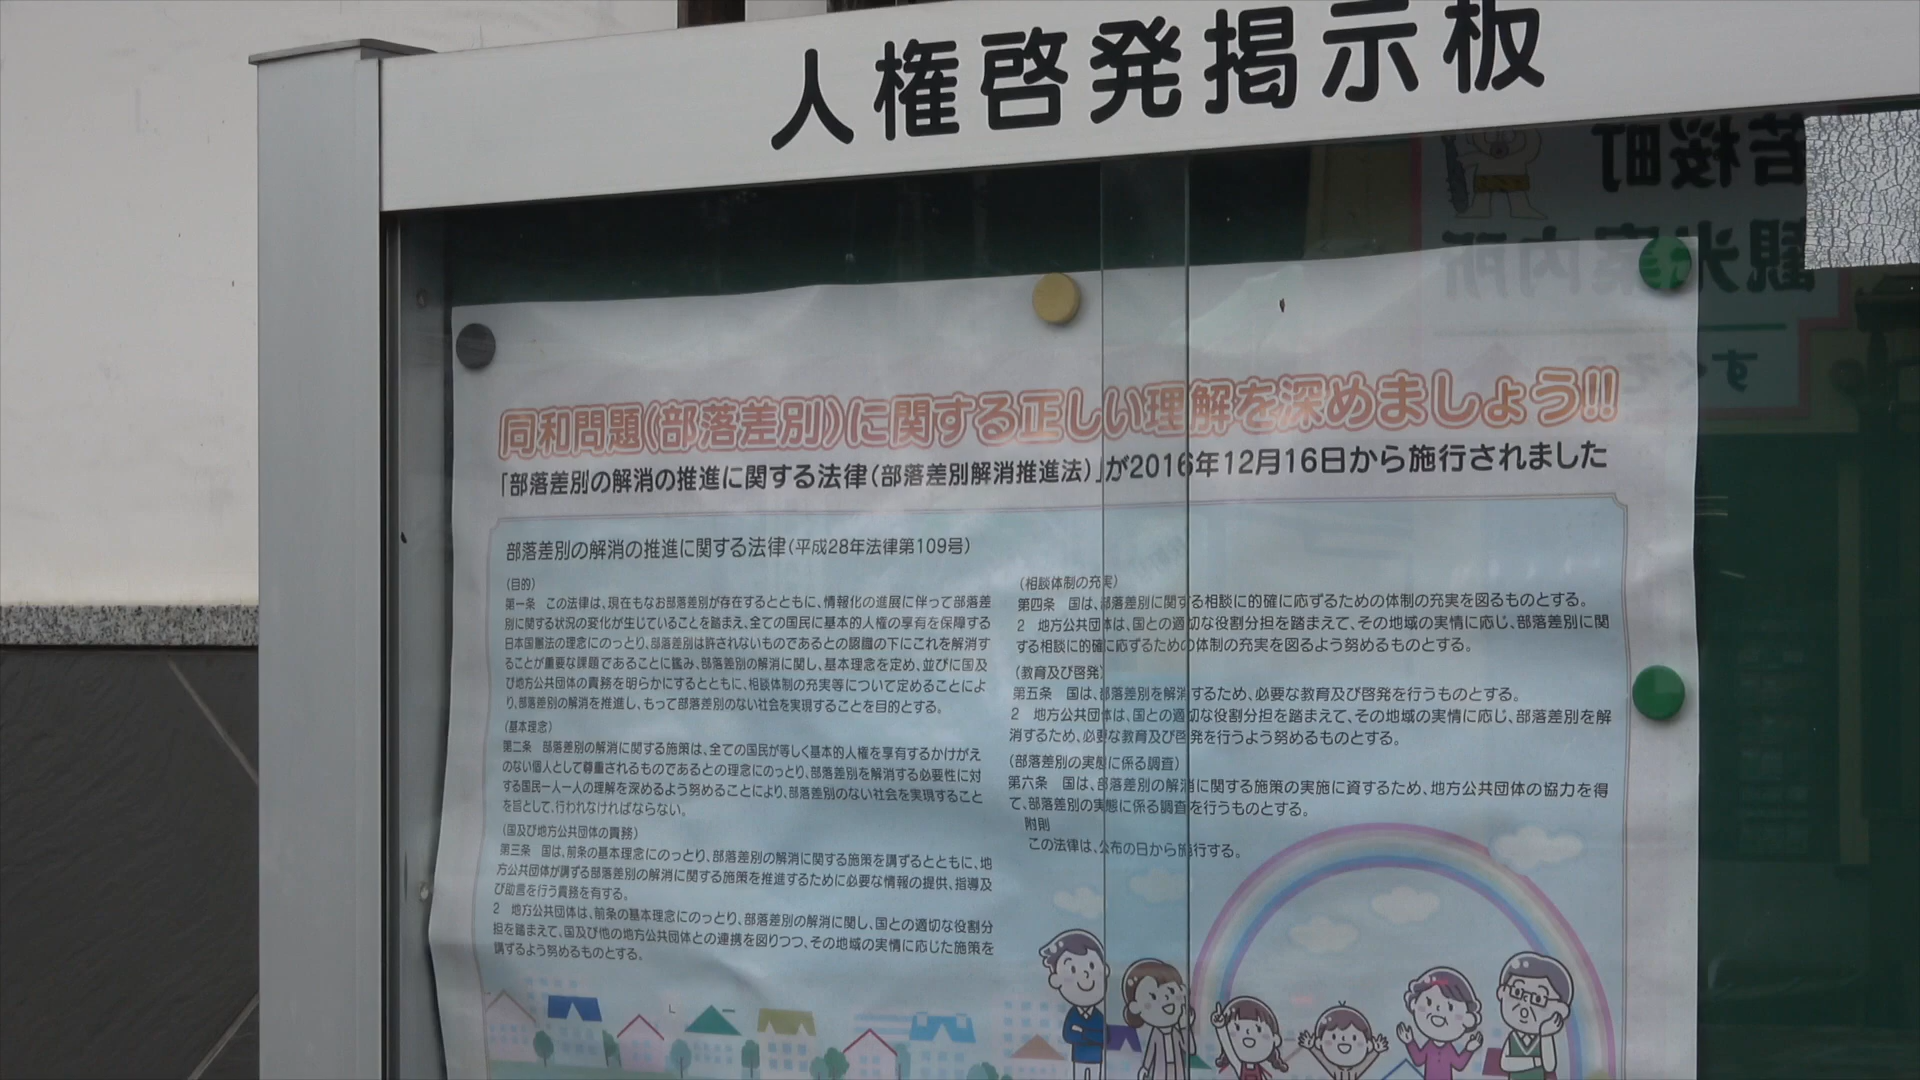 人権啓発掲示板
若桜町
観光案内所
同和問題(部落差別)に関する正しい理解を深めましょう!!
「部落差別の解消の推進に関する法律(部落差別解消推進法)」が2016年12月16日から施行されました
部落差別の解消の推進に関する法律(平成28年法律第109号)
(目的)
第一条　この法律は、現在もなお部落差別が存在するとともに、情報化の進展に伴って部落差
別に関する状況の変化が生じていることを踏まえ、全ての国民に基本的人権の享有を保障する
日本国憲法の理念にのっとり、部落差別は許されないものであるとの認識の下にこれを解消す
ることが重要な課題であることに鑑み、部落差別の解消に関し、基本理念を定め、並びに国及
び地方公共団体の責務を明らかにするとともに、相談体制の充実等について定めることによ
り、部落差別の解消を推進し、もって部落差別のない社会を実現することを目的とする。
(基本理念)
第二条　部落差別の解消に関する施策は、全ての国民が等しく基本的人権を享有するかけがえ
のない個人として尊重されるものであるとの理念にのっとり、部落差別を解消する必要性に対
する国民一人一人の理解を深めるよう努めることにより、部落差別のない社会を実現すること
を旨として、行われなければならない。
(国及び地方公共団体の責務)
第三条　国は、前条の基本理念にのっとり、部落差別の解消に関する施策を講ずるとともに、地
方公共団体が講ずる部落差別の解消に関する施策を推進するために必要な情報の提供、指導及
び助言を行う責務を有する。
2　地方公共団体は、前条の基本理念にのっとり、部落差別の解消に関し、国との適切な役割分
担を踏まえて、国及び他の地方公共団体との連携を図りつつ、その地域の実情に応じた施策を
講ずるよう努めるものとする。
(相談体制の充実)
第四条　国は、部落差別に関する相談に的確に応ずるための体制の充実を図るものとする。
2　地方公共団体は、国との適切な役割分担を踏まえて、その地域の実情に応じ、部落差別に関
する相談に的確に応ずるための体制の充実を図るよう努めるものとする。
(教育及び啓発)
第五条　国は、部落差別を解消するため、必要な教育及び啓発を行うものとする。
2　地方公共団体は、国との適切な役割分担を踏まえて、その地域の実情に応じ、部落差別を解
消するため、必要な教育及び啓発を行うよう努めるものとする。
(部落差別の実態に係る調査)
第六条　国は、部落差別の解消に関する施策の実施に資するため、地方公共団体の協力を得
て、部落差別の実態に係る調査を行うものとする。
附則
この法律は、公布の日から施行する。